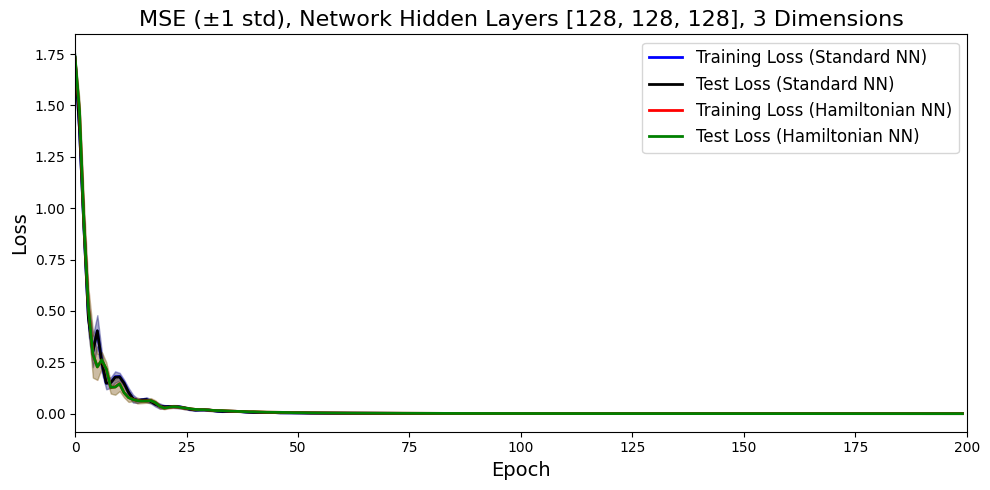 MSE (±1 std), Network Hidden Layers [128, 128, 128], 3 Dimensions
Training Loss (Standard NN)
Test Loss (Standard NN)
Training Loss (Hamiltonian NN)
Test Loss (Hamiltonian NN)
Loss
1.75
1.50
1.25
1.00
0.75
0.50
0.25
0.00
0 25 50 75 100 125 150 175 200
Epoch